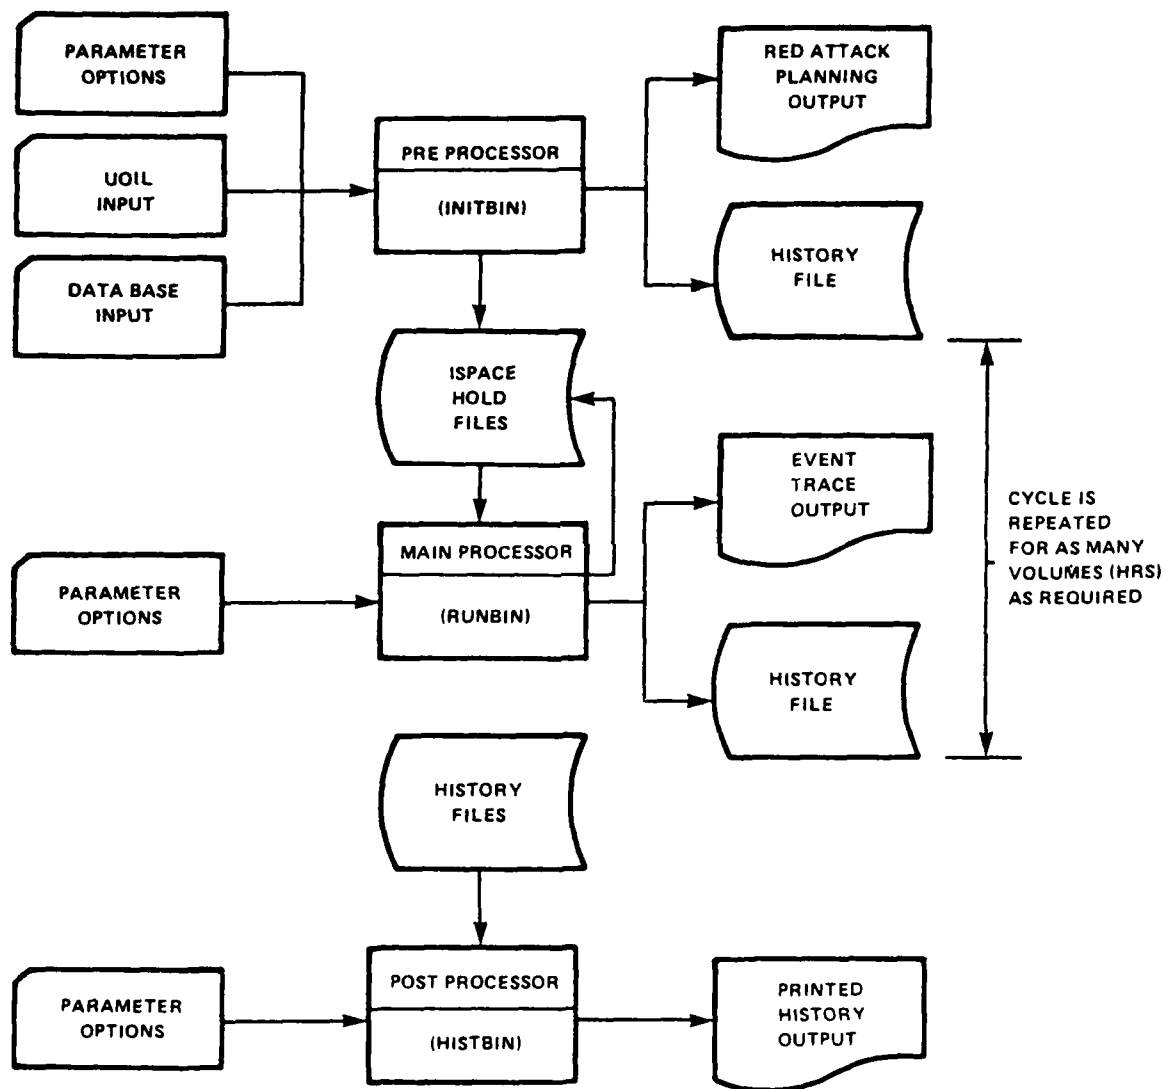 PARAMETER
OPTIONS
UOIL
INPUT
DATA BASE
INPUT
PRE PROCESSOR
(INITBIN)
RED ATTACK
PLANNING
OUTPUT
HISTORY
FILE
ISPACE
HOLD
FILES
PARAMETER
OPTIONS
MAIN PROCESSOR
(RUNBIN)
EVENT
TRACE
OUTPUT
HISTORY
FILE
CYCLE IS
REPEATED
FOR AS MANY
VOLUMES (HRS)
AS REQUIRED
HISTORY
FILES
PARAMETER
OPTIONS
POST PROCESSOR
(HISTBIN)
PRINTED
HISTORY
OUTPUT